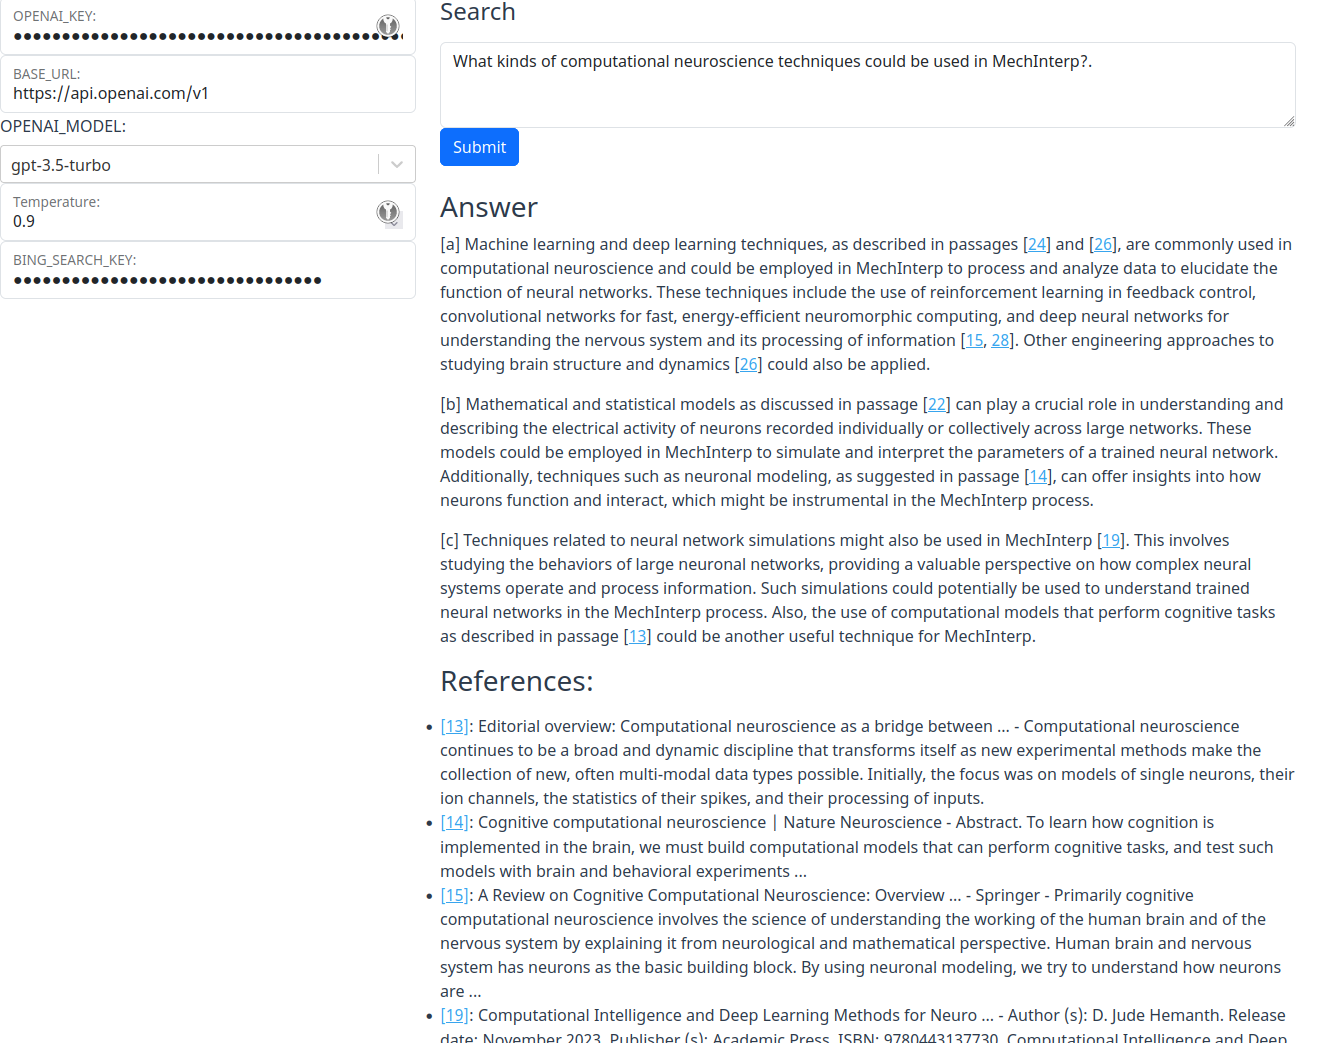 OPENAI_KEY:
BASE_URL:
https://api.openai.com/v1
OPENAI_MODEL:
gpt-3.5-turbo
Temperature:
0.9
BING_SEARCH_KEY:
Search
What kinds of computational neuroscience techniques could be used in MechInterp?.
Submit
Answer
[a] Machine learning and deep learning techniques, as described in passages [24] and [26], are commonly used in
computational neuroscience and could be employed in MechInterp to process and analyze data to elucidate the
function of neural networks. These techniques include the use of reinforcement learning in feedback control,
convolutional networks for fast, energy-efficient neuromorphic computing, and deep neural networks for
understanding the nervous system and its processing of information [15, 28]. Other engineering approaches to
studying brain structure and dynamics [26] could also be applied.
[b] Mathematical and statistical models as discussed in passage [22] can play a crucial role in understanding and
describing the electrical activity of neurons recorded individually or collectively across large networks. These
models could be employed in MechInterp to simulate and interpret the parameters of a trained neural network.
Additionally, techniques such as neuronal modeling, as suggested in passage [14], can offer insights into how
neurons function and interact, which might be instrumental in the MechInterp process.
[c] Techniques related to neural network simulations might also be used in MechInterp [19]. This involves
studying the behaviors of large neuronal networks, providing a valuable perspective on how complex neural
systems operate and process information. Such simulations could potentially be used to understand trained
neural networks in the MechInterp process. Also, the use of computational models that perform cognitive tasks
as described in passage [13] could be another useful technique for MechInterp.
References:
• [13]: Editorial overview: Computational neuroscience as a bridge between ... - Computational neuroscience
continues to be a broad and dynamic discipline that transforms itself as new experimental methods make the
collection of new, often multi-modal data types possible. Initially, the focus was on models of single neurons, their
ion channels, the statistics of their spikes, and their processing of inputs.
• [14]: Cognitive computational neuroscience | Nature Neuroscience - Abstract. To learn how cognition is
implemented in the brain, we must build computational models that can perform cognitive tasks, and test such
models with brain and behavioral experiments ...
• [15]: A Review on Cognitive Computational Neuroscience: Overview ... - Springer - Primarily cognitive
computational neuroscience involves the science of understanding the working of the human brain and of the
nervous system by explaining it from neurological and mathematical perspective. Human brain and nervous
system has neurons as the basic building block. By using neuronal modeling, we try to understand how neurons
are ...
• [19]: Computational Intelligence and Deep Learning Methods for Neuro ... - Author (s): D. Jude Hemanth. Release
date: November 2023. Publisher (s): Academic Press. ISBN: 9780443137730. Computational Intelligence and Deep